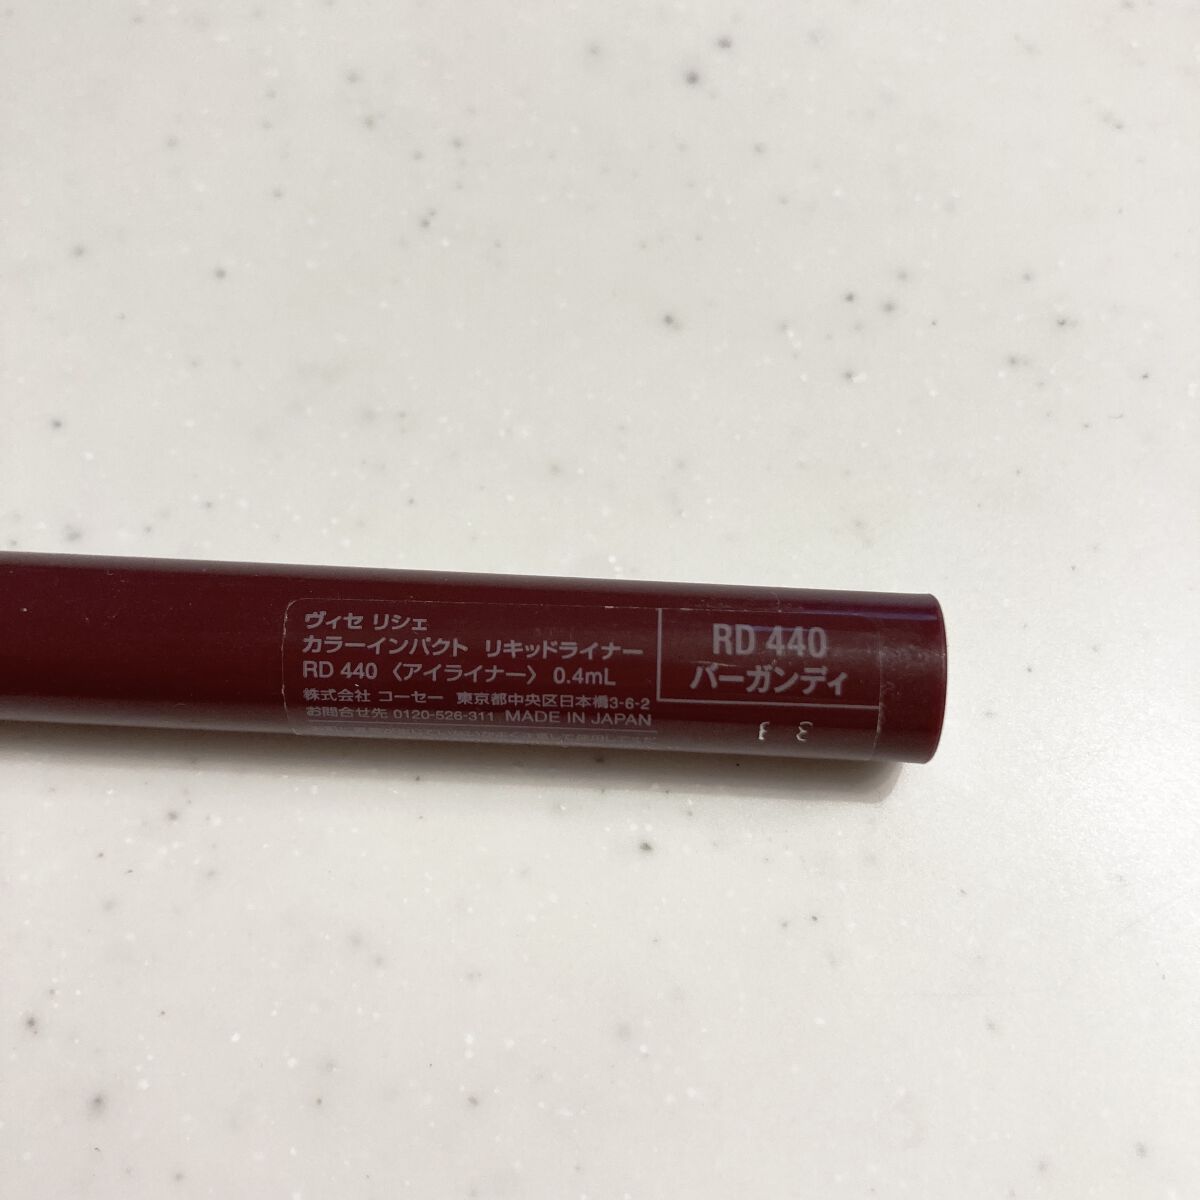 ヴィセ リシェ
カラーインパクト リキッドライナー
RD 440 〈アイライナー〉 0.4mL
株式会社 コーセー 東京都中央区日本橋3-6-2
お問合せ先 0120-526-311 MADE IN JAPAN
RD 440
バーガンディ